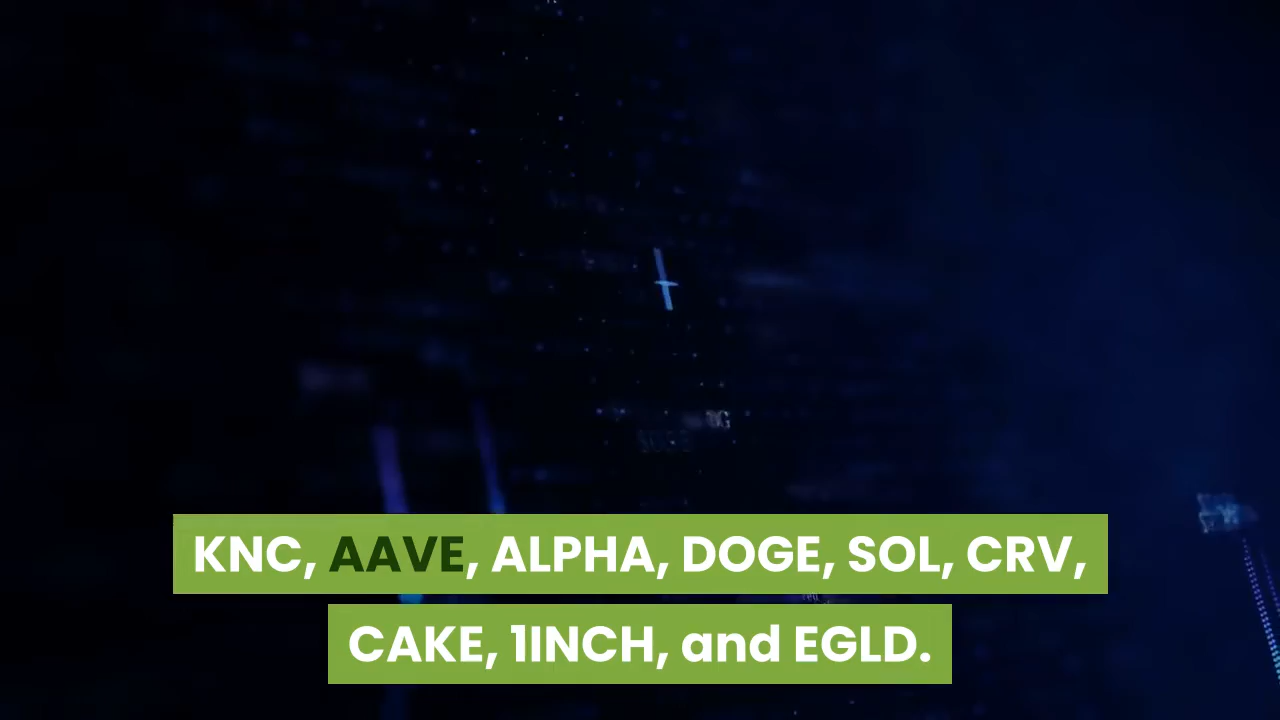 KNC, AAVE, ALPHA, DOGE, SOL, CRV,
CAKE, 1INCH, and EGLD.